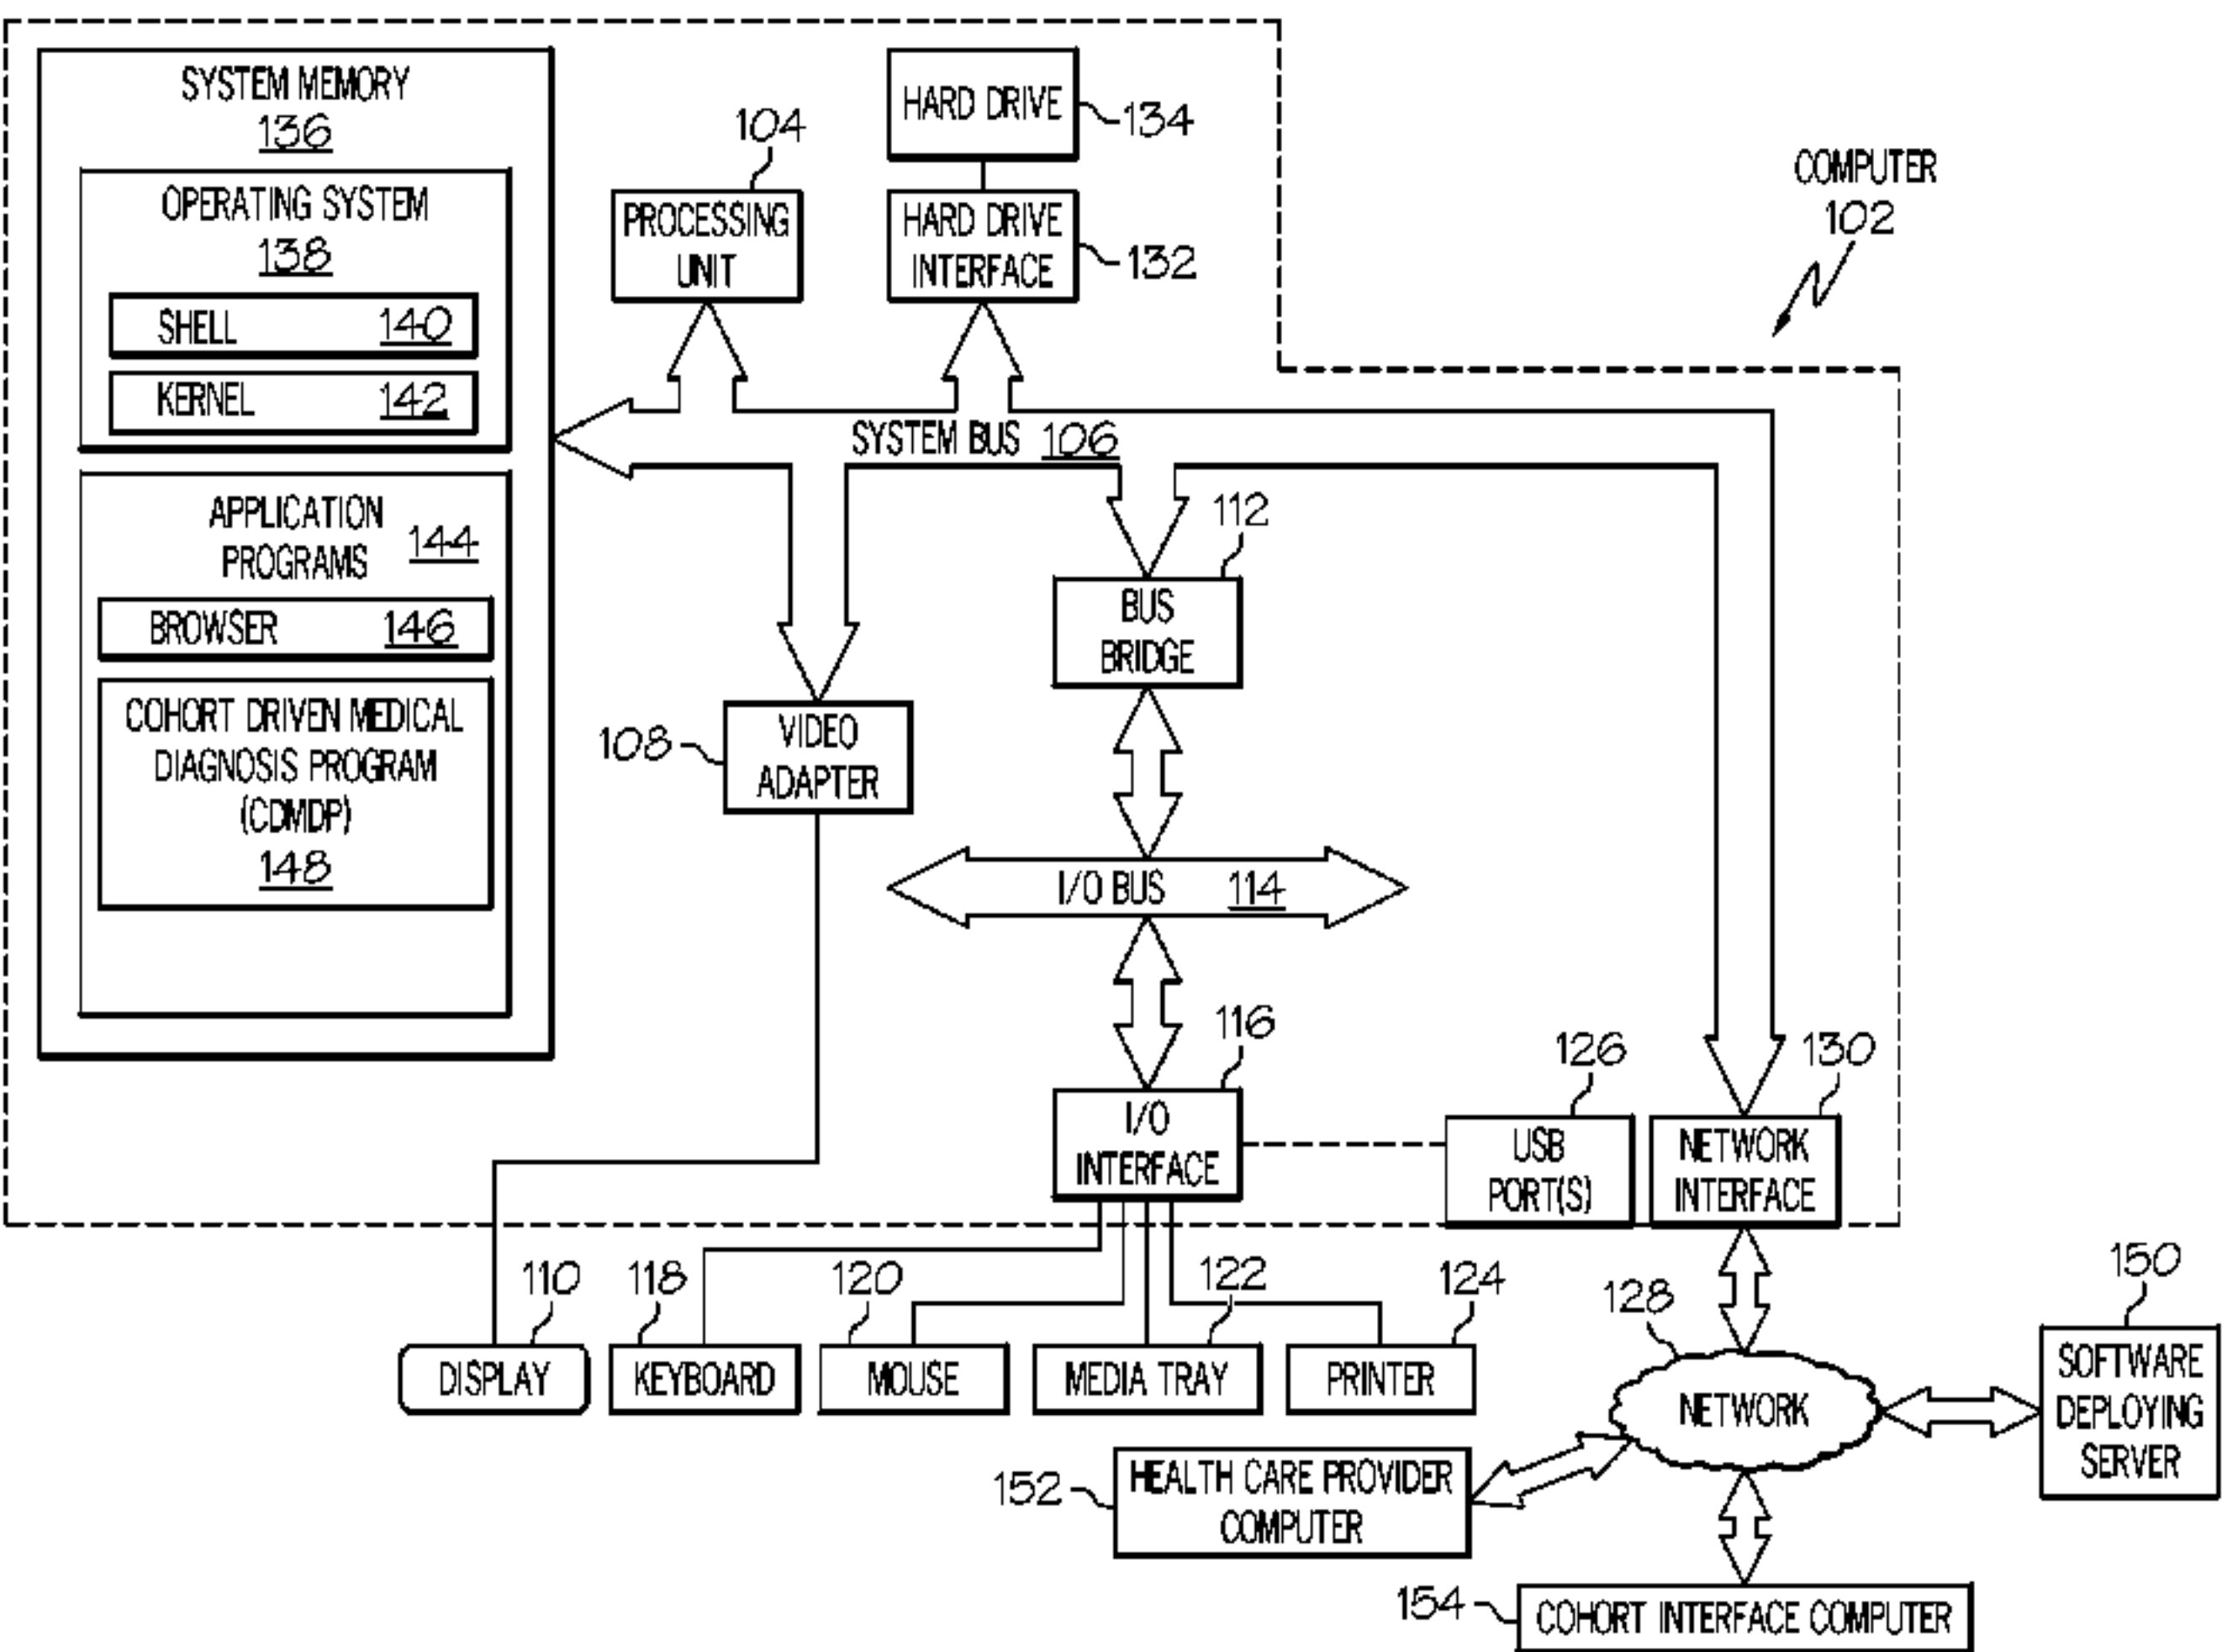 SYSTEM MEMORY
136
OPERATING SYSTEM
138
SHELL 140
KERNEL 142
APPLICATION
PROGRAMS 144
BROWSER 146
COHORT DRIVEN MEDICAL
DIAGNOSIS PROGRAM
(CDMDP)
148
104
PROCESSING
UNIT
HARD DRIVE
134
HARD DRIVE
INTERFACE
132
COMPUTER
102
SYSTEM BUS 106
112
BUS
BRIDGE
108
VIDEO
ADAPTER
I/O BUS 114
116
I/O
INTERFACE
126
USB
PORT(S)
130
NETWORK
INTERFACE
110
DISPLAY
118
KEYBOARD
120
MOUSE
122
MEDIA TRAY
124
PRINTER
128
NETWORK
150
SOFTWARE
DEPLOYING
SERVER
152
HEALTH CARE PROVIDER
COMPUTER
154
COHORT INTERFACE COMPUTER